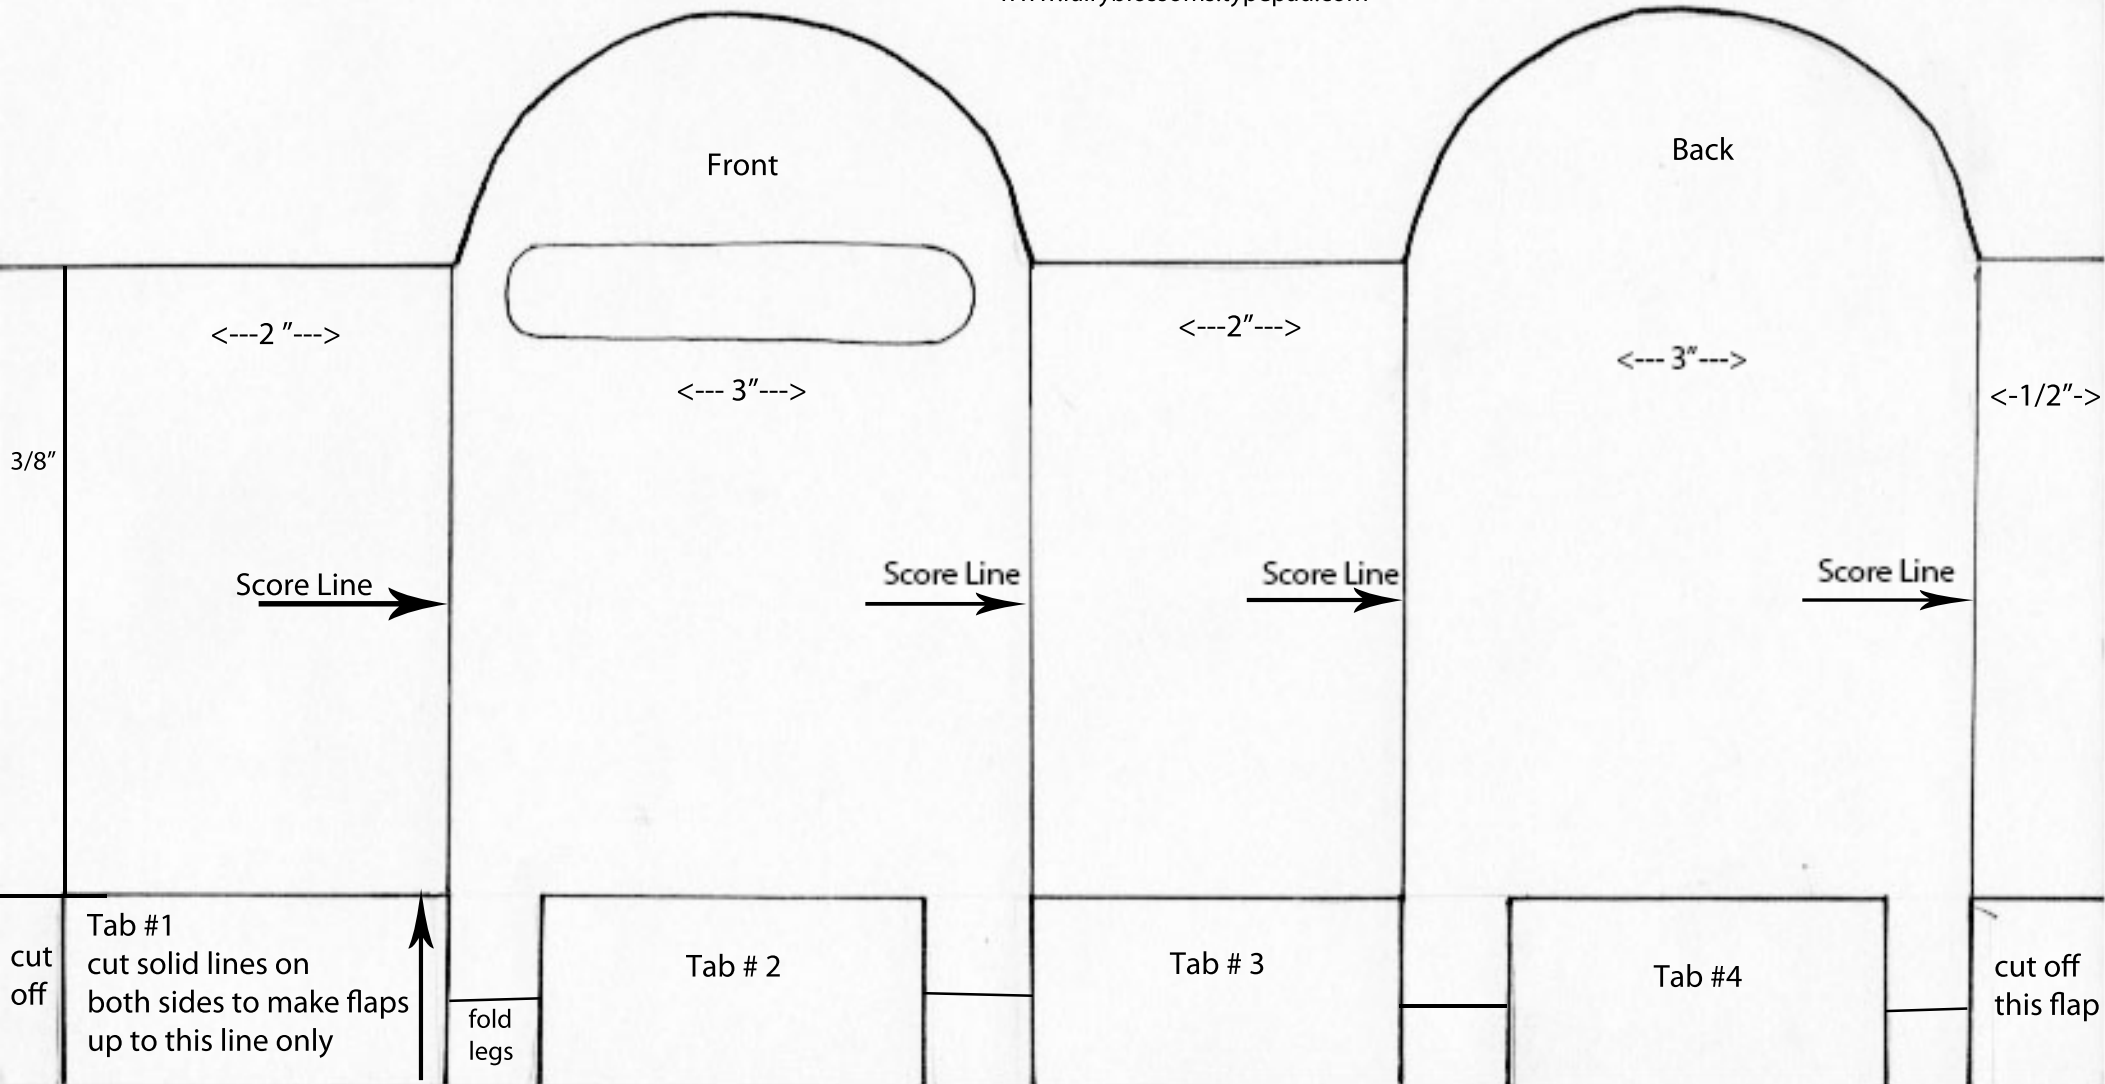 Front
Back
<---2 ”--->
<--- 3”--->
<---2”--->
<--- 3”--->
<-1/2”->
3/8”
Score Line
Score Line
Score Line
Score Line
cut
off
Tab #1
cut solid lines on
both sides to make flaps
up to this line only
fold
legs
Tab # 2
Tab # 3
Tab #4
cut off
this flap